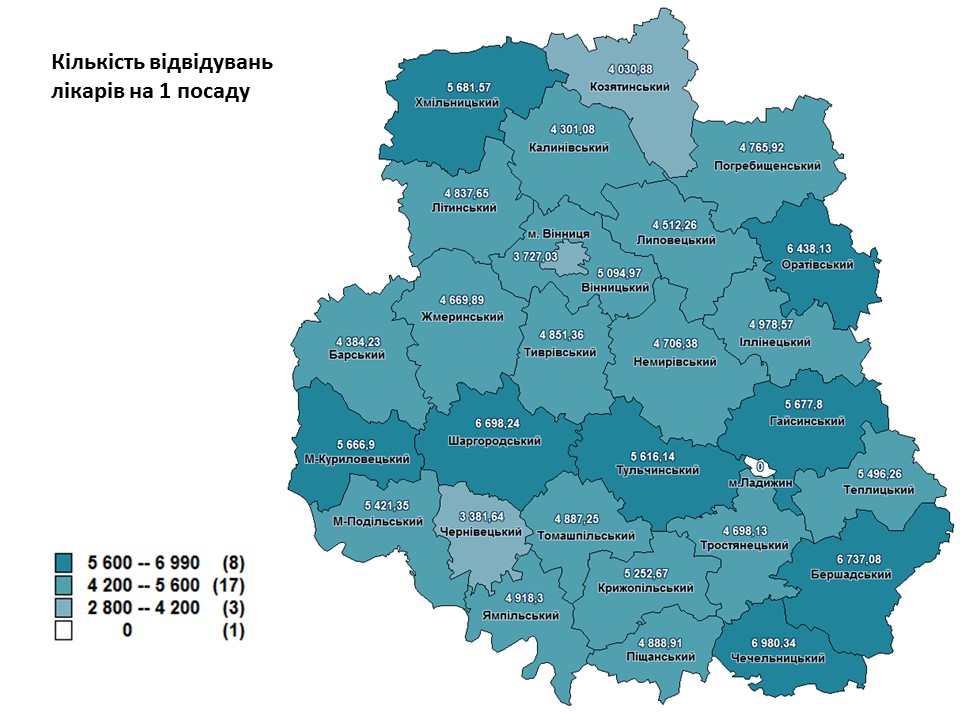 Кількість відвідувань
лікарів на 1 посаду
4 030,88
Козятинський
5 681,57
Хмільницький
4 301,08
Калинівський
4 765,92
Погребищенський
4 837,65
Літинський
4 512,26
Липовецький
м. Вінниця
3 727,03
6 438,13
Оратівський
5 094,97
Вінницький
4 669,89
Жмеринський
4 384,23
Барський
4 851,36
Тиврівський
4 706,38
Немирівський
4 978,57
Іллінецький
5 677,8
Гайсинський
6 698,24
Шаргородський
5 666,9
М-Куриловецький
5 616,14
Тульчинський
0
м.Ладижин
5 496,26
Теплицький
5 421,35
М-Подільський
3 381,64
Чернівецький
4 887,25
Томашпільський
4 698,13
Тростянецький
6 737,08
Бершадський
5 252,67
Крижопільський
4 918,3
Ямпільський
4 888,91
Піщанський
6 980,34
Чечельницький
5 600 -- 6 990 (8)
4 200 -- 5 600 (17)
2 800 -- 4 200 (3)
0 (1)